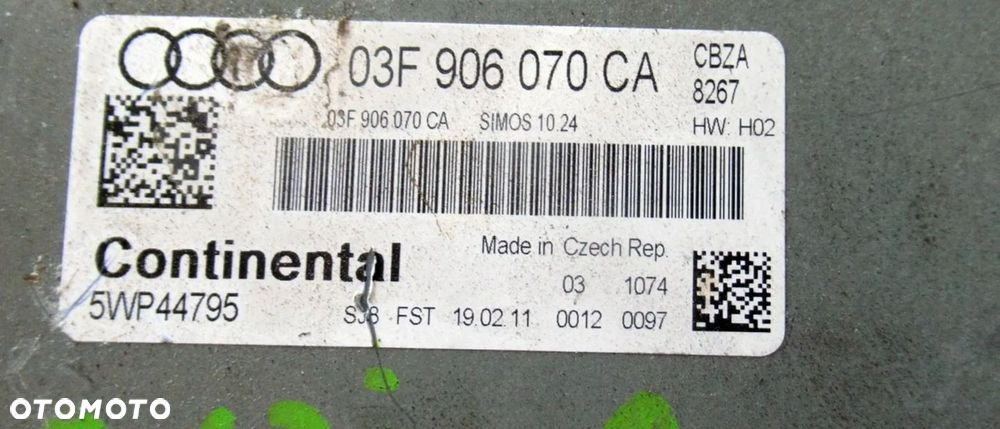 03F 906 070 CA
CBZA
8267
03F 906 070 CA SIMOS 10.24
HW: H02
Continental
Made in Czech Rep.
03 1074
5WP44795
SJ8 FST 19.02.11 0012 0097
OTOMOTO